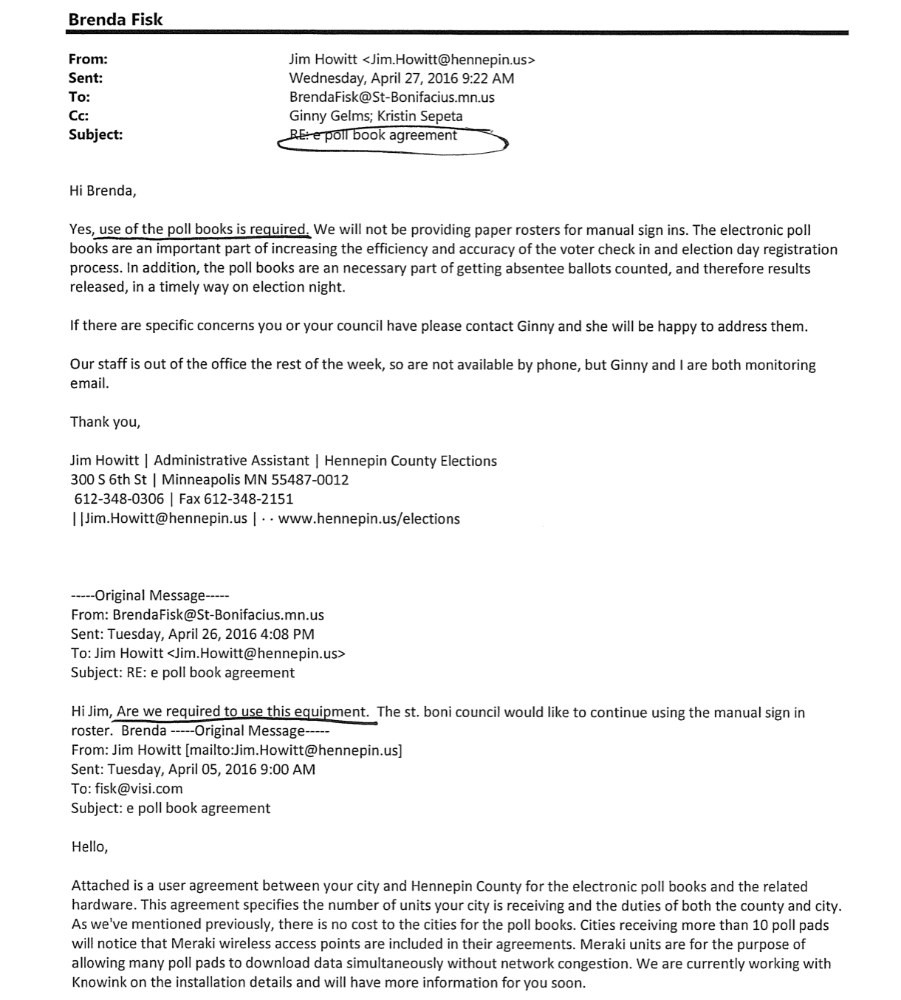 Brenda Fisk
From: Jim Howitt <Jim.Howitt@hennepin.us>
Sent: Wednesday, April 27, 2016 9:22 AM
To: BrendaFisk@St-Bonifacius.mn.us
Cc: Ginny Gelms; Kristin Sepeta
Subject: RE: e poll book agreement
Hi Brenda,
Yes, use of the poll books is required. We will not be providing paper rosters for manual sign ins. The electronic poll
books are an important part of increasing the efficiency and accuracy of the voter check in and election day registration
process. In addition, the poll books are an necessary part of getting absentee ballots counted, and therefore results
released, in a timely way on election night.
If there are specific concerns you or your council have please contact Ginny and she will be happy to address them.
Our staff is out of the office the rest of the week, so are not available by phone, but Ginny and I are both monitoring
email.
Thank you,
Jim Howitt | Administrative Assistant | Hennepin County Elections
300 S 6th St | Minneapolis MN 55487-0012
612-348-0306 | Fax 612-348-2151
||Jim.Howitt@hennepin.us | · · www.hennepin.us/elections
-----Original Message-----
From: BrendaFisk@St-Bonifacius.mn.us
Sent: Tuesday, April 26, 2016 4:08 PM
To: Jim Howitt <Jim.Howitt@hennepin.us>
Subject: RE: e poll book agreement
Hi Jim, Are we required to use this equipment. The st. boni council would like to continue using the manual sign in
roster. Brenda -----Original Message-----
From: Jim Howitt [mailto:Jim.Howitt@hennepin.us]
Sent: Tuesday, April 05, 2016 9:00 AM
To: fisk@visi.com
Subject: e poll book agreement
Hello,
Attached is a user agreement between your city and Hennepin County for the electronic poll books and the related
hardware. This agreement specifies the number of units your city is receiving and the duties of both the county and city.
As we've mentioned previously, there is no cost to the cities for the poll books. Cities receiving more than 10 poll pads
will notice that Meraki wireless access points are included in their agreements. Meraki units are for the purpose of
allowing many poll pads to download data simultaneously without network congestion. We are currently working with
Knowink on the installation details and will have more information for you soon.